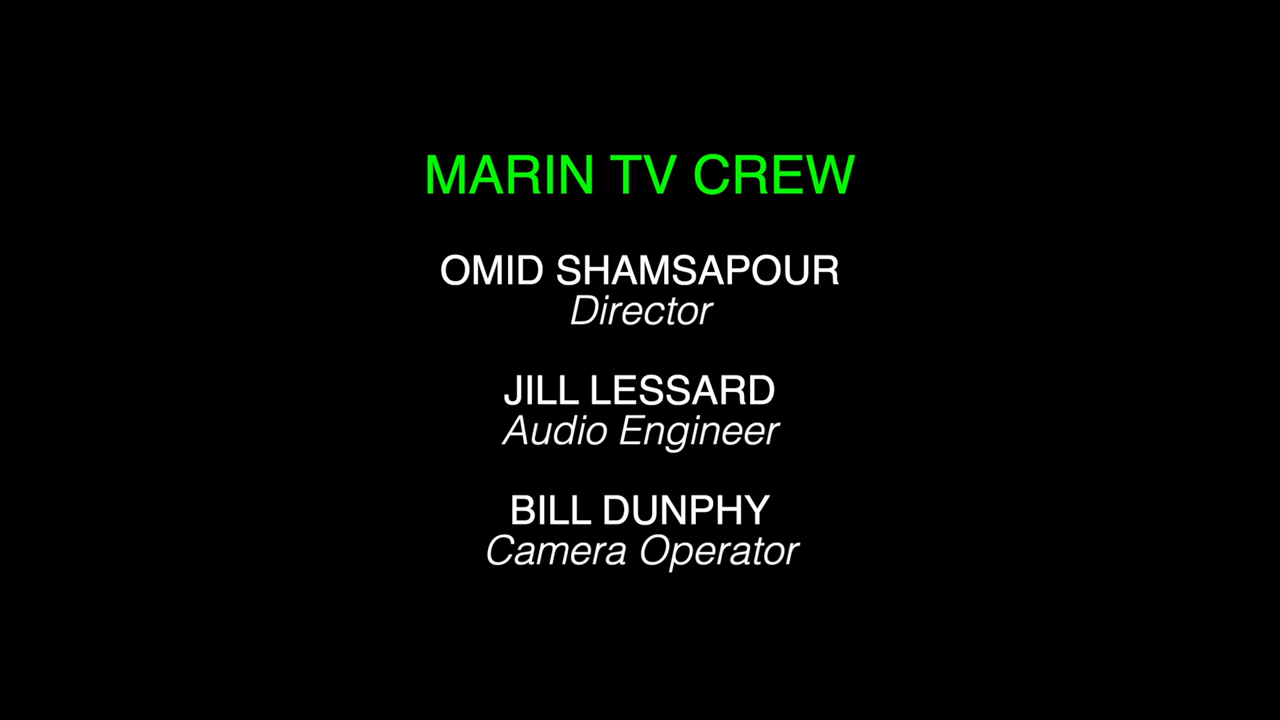 MARIN TV CREW
OMID SHAMSAPOUR
Director
JILL LESSARD
Audio Engineer
BILL DUNPHY
Camera Operator